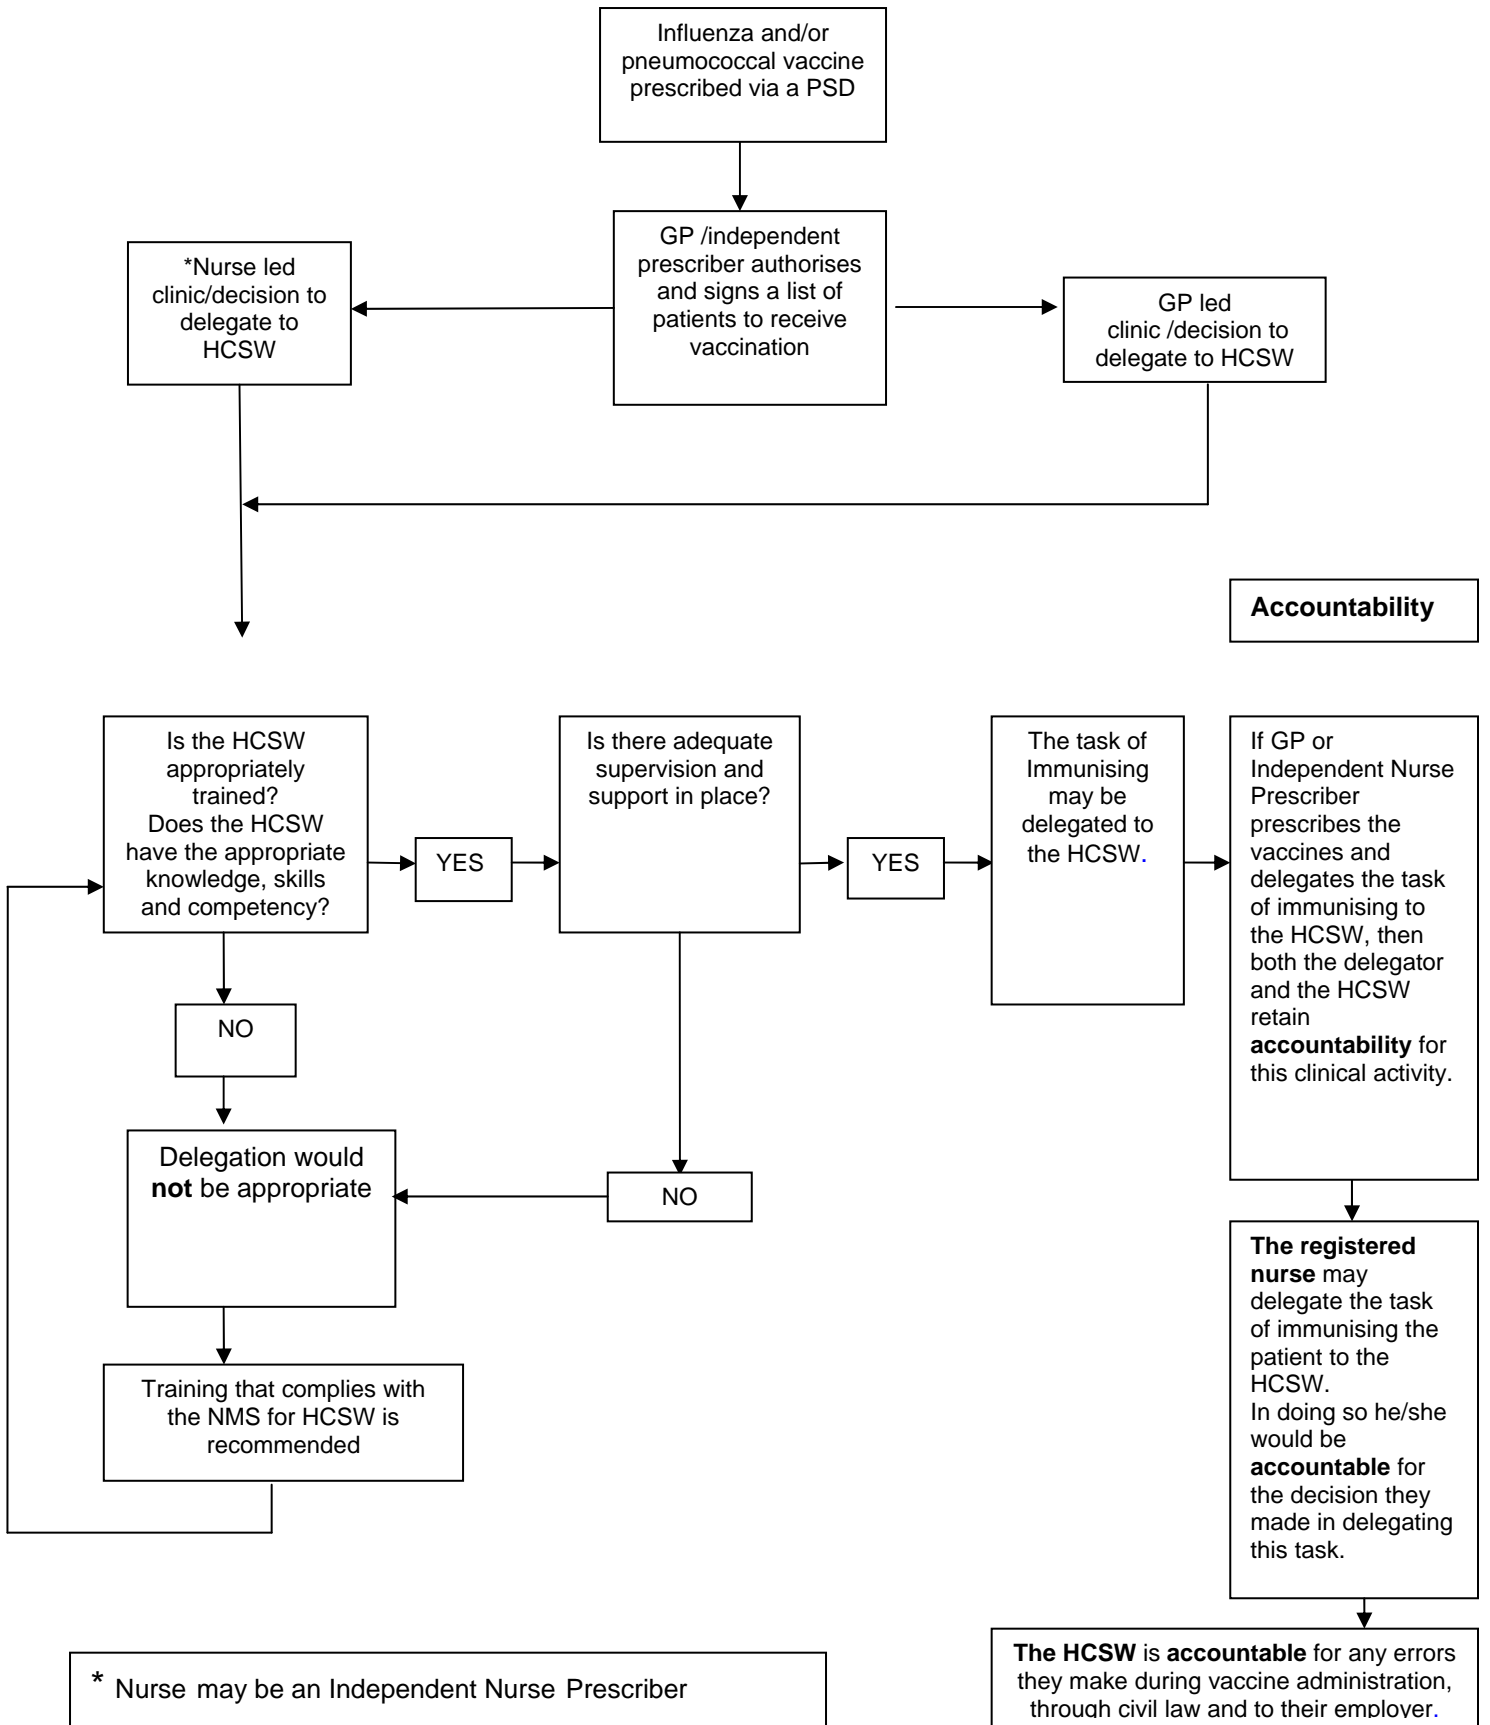 Influenza and/or
pneumococcal vaccine
prescribed via a PSD
GP /independent
prescriber authorises
and signs a list of
patients to receive
vaccination
*Nurse led
clinic/decision to
delegate to
HCSW
GP led
clinic /decision to
delegate to HCSW
Accountability
Is the HCSW
appropriately
trained?
Does the HCSW
have the appropriate
knowledge, skills
and competency?
YES
Is there adequate
supervision and
support in place?
YES
The task of
Immunising
may be
delegated to
the HCSW.
If GP or
Independent Nurse
Prescriber
prescribes the
vaccines and
delegates the task
of immunising to
the HCSW, then
both the delegator
and the HCSW
retain
accountability for
this clinical activity.
NO
Delegation would
not be appropriate
NO
Training that complies with
the NMS for HCSW is
recommended
The registered
nurse may
delegate the task
of immunising the
patient to the
HCSW.
In doing so he/she
would be
accountable for
the decision they
made in delegating
this task.
* Nurse may be an Independent Nurse Prescriber
The HCSW is accountable for any errors
they make during vaccine administration,
through civil law and to their employer.